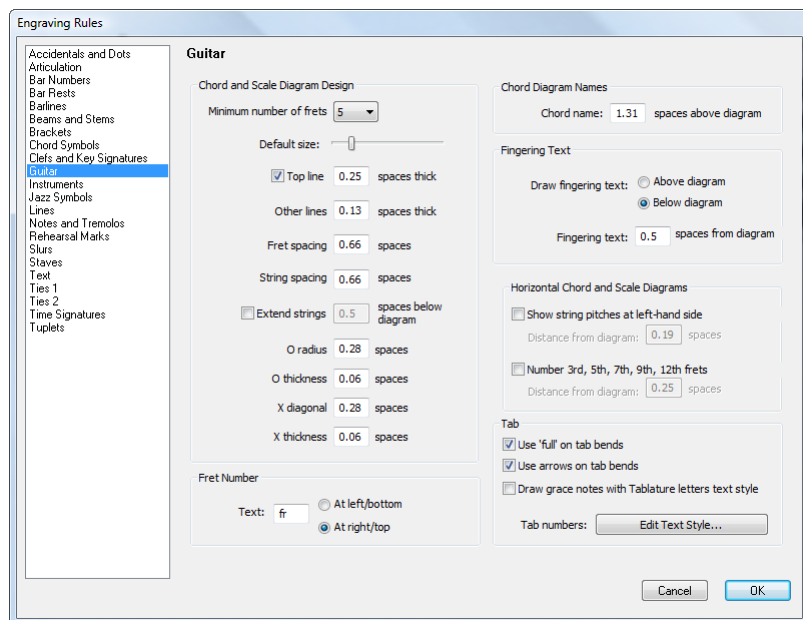 Engraving Rules
Accidentals and Dots
Articulation
Bar Numbers
Bar Rests
Barlines
Beams and Stems
Brackets
Chord Symbols
Clefs and Key Signatures
Guitar
Instruments
Jazz Symbols
Lines
Notes and Tremolos
Rehearsal Marks
Slurs
Staves
Text
Ties 1
Ties 2
Time Signatures
Tuplets
Guitar
Chord and Scale Diagram Design
Minimum number of frets 5
Default size:
Top line 0.25 spaces thick
Other lines 0.13 spaces thick
Fret spacing 0.66 spaces
String spacing 0.66 spaces
Extend strings 0.5 spaces below
diagram
O radius 0.28 spaces
O thickness 0.06 spaces
X diagonal 0.28 spaces
X thickness 0.06 spaces
Fret Number
Text: fr
At left/bottom
At right/top
Chord Diagram Names
Chord name: 1.31 spaces above diagram
Fingering Text
Draw fingering text: Above diagram
Below diagram
Fingering text: 0.5 spaces from diagram
Horizontal Chord and Scale Diagrams
Show string pitches at left-hand side
Distance from diagram: 0.19 spaces
Number 3rd, 5th, 7th, 9th, 12th frets
Distance from diagram: 0.25 spaces
Tab
Use 'full' on tab bends
Use arrows on tab bends
Draw grace notes with Tablature letters text style
Tab numbers: Edit Text Style...
Cancel OK